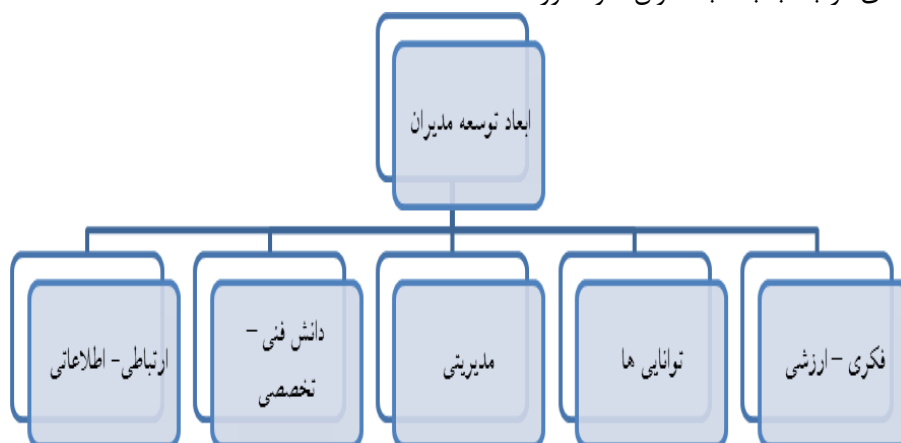 ابعاد توسعه مدیران
فکری – ارزشی
توانایی ها
مدیریتی
دانش فنی –
تخصصی
ارتباطی- اطلاعاتی